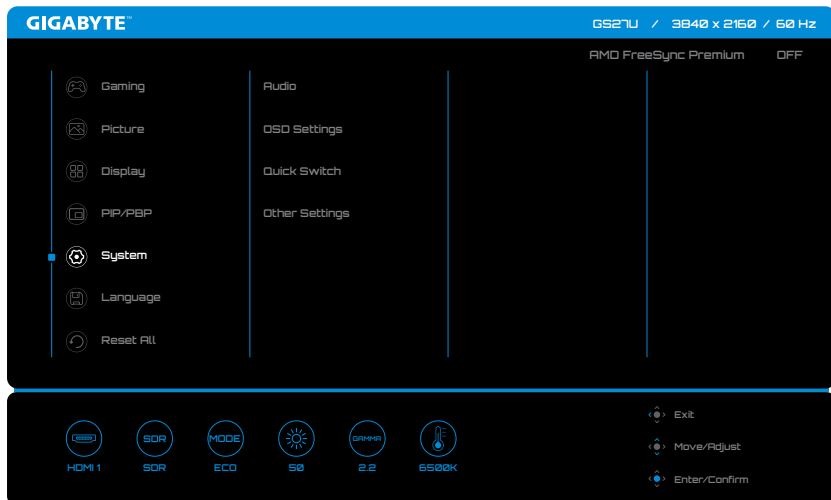 GIGABYTE™
GS27U / 3840 x 2160 / 60 Hz
AMD FreeSync Premium OFF
Gaming
Picture
Display
PIP/PBP
System
Language
Reset All
Audio
OSD Settings
Quick Switch
Other Settings
SDR
MODE
GAMMA
HDMI 1
SDR
ECO
50
2.2
6500K
Exit
Move/Adjust
Enter/Confirm